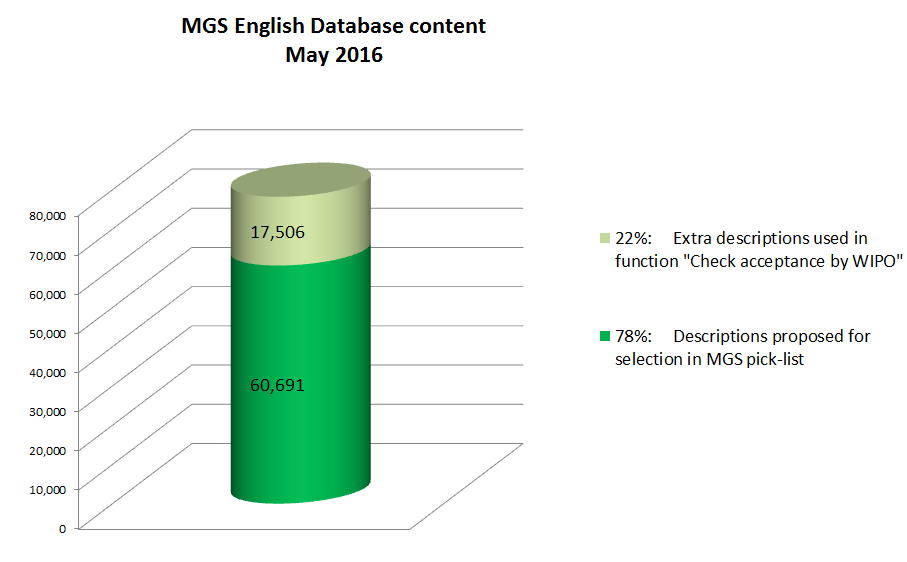 MGS English Database content
May 2016
80,000
70,000
60,000
50,000
40,000
30,000
20,000
10,000
0
17,506
60,691
22%: Extra descriptions used in
function "Check acceptance by WIPO"
78%: Descriptions proposed for
selection in MGS pick-list